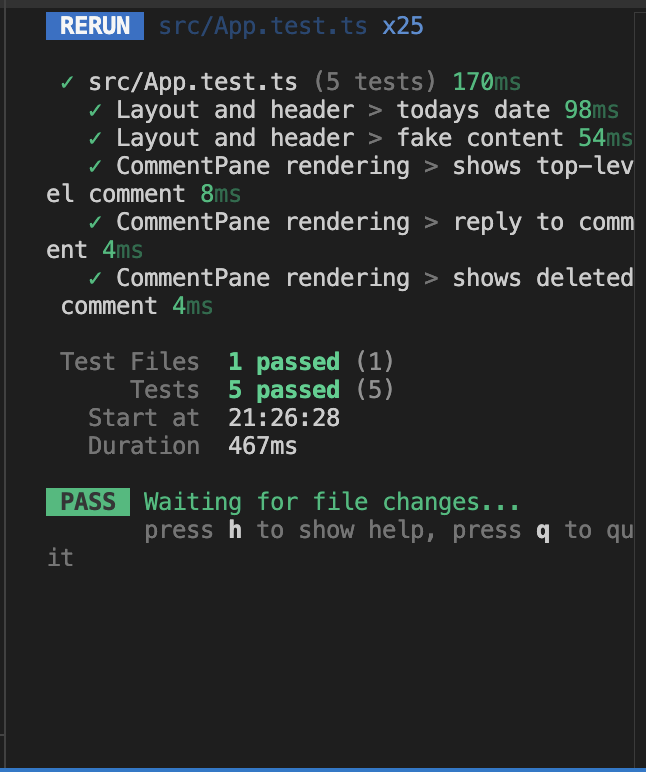 RERUN src/App.test.ts x25
✓ src/App.test.ts (5 tests) 170ms
✓ Layout and header > todays date 98ms
✓ Layout and header > fake content 54ms
✓ CommentPane rendering > shows top-lev
el comment 8ms
✓ CommentPane rendering > reply to comm
ent 4ms
✓ CommentPane rendering > shows deleted
comment 4ms
Test Files 1 passed (1)
Tests 5 passed (5)
Start at 21:26:28
Duration 467ms
PASS Waiting for file changes...
press h to show help, press q to qu
it